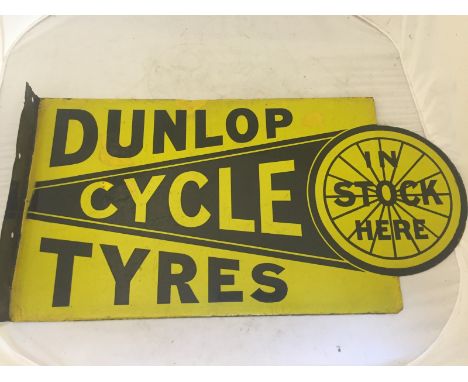 DUNLOP
CYCLE
TYRES
IN
STOCK
HERE